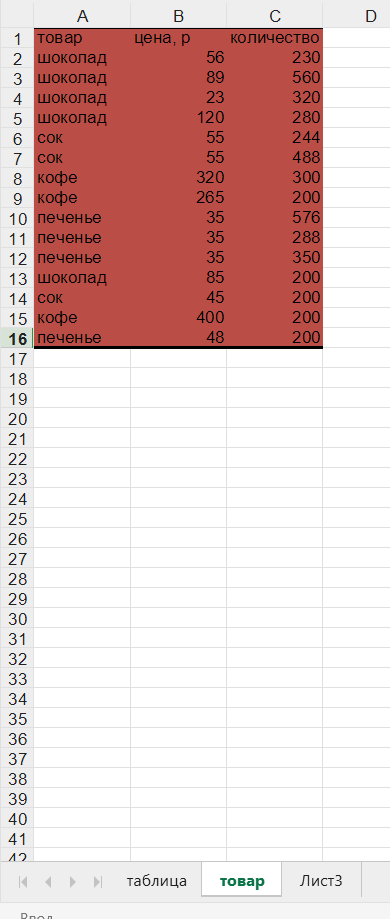 A B C D
1 товар цена, р количество
2 шоколад 56 230
3 шоколад 89 560
4 шоколад 23 320
5 шоколад 120 280
6 сок 55 244
7 сок 55 488
8 кофе 320 300
9 кофе 265 200
10 печенье 35 576
11 печенье 35 288
12 печенье 35 350
13 шоколад 85 200
14 сок 45 200
15 кофе 400 200
16 печенье 48 200
17
18
19
20
21
22
23
24
25
26
27
28
29
30
31
32
33
34
35
36
37
38
39
40
41
42
таблица товар Лист3
Ввод